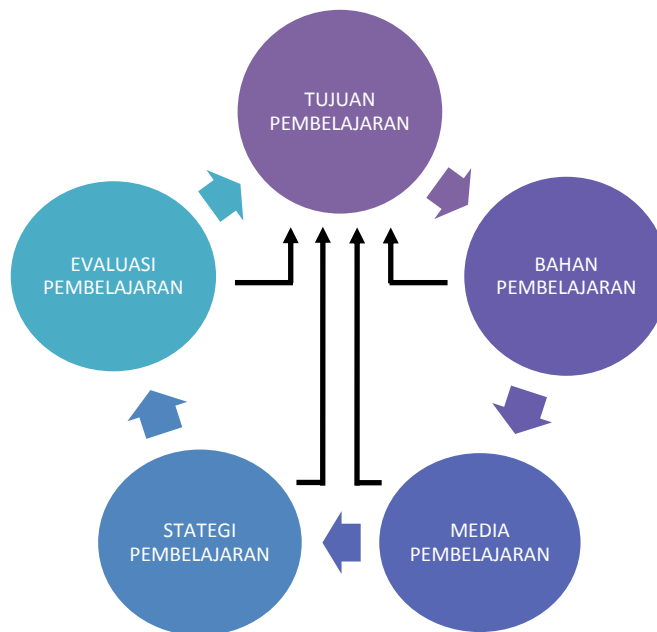 TUJUAN
PEMBELAJARAN
BAHAN
PEMBELAJARAN
MEDIA
PEMBELAJARAN
STATEGI
PEMBELAJARAN
EVALUASI
PEMBELAJARAN